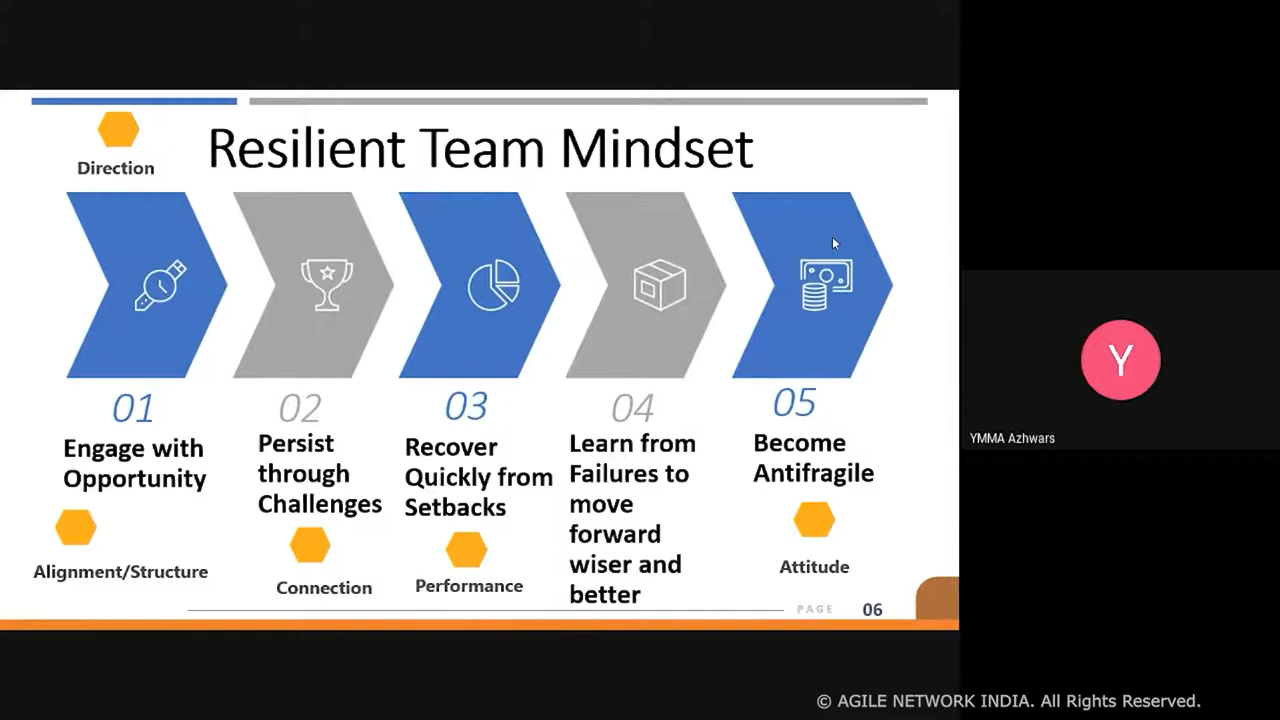 Direction
Resilient Team Mindset
01
Engage with
Opportunity
Alignment/Structure
02
Persist
through
Challenges
Connection
03
Recover
Quickly from
Setbacks
Performance
04
Learn from
Failures to
move
forward
wiser and
better
05
Become
Antifragile
Attitude
PAGE 06
Y
YMMA Azhwars
© AGILE NETWORK INDIA. All Rights Reserved.